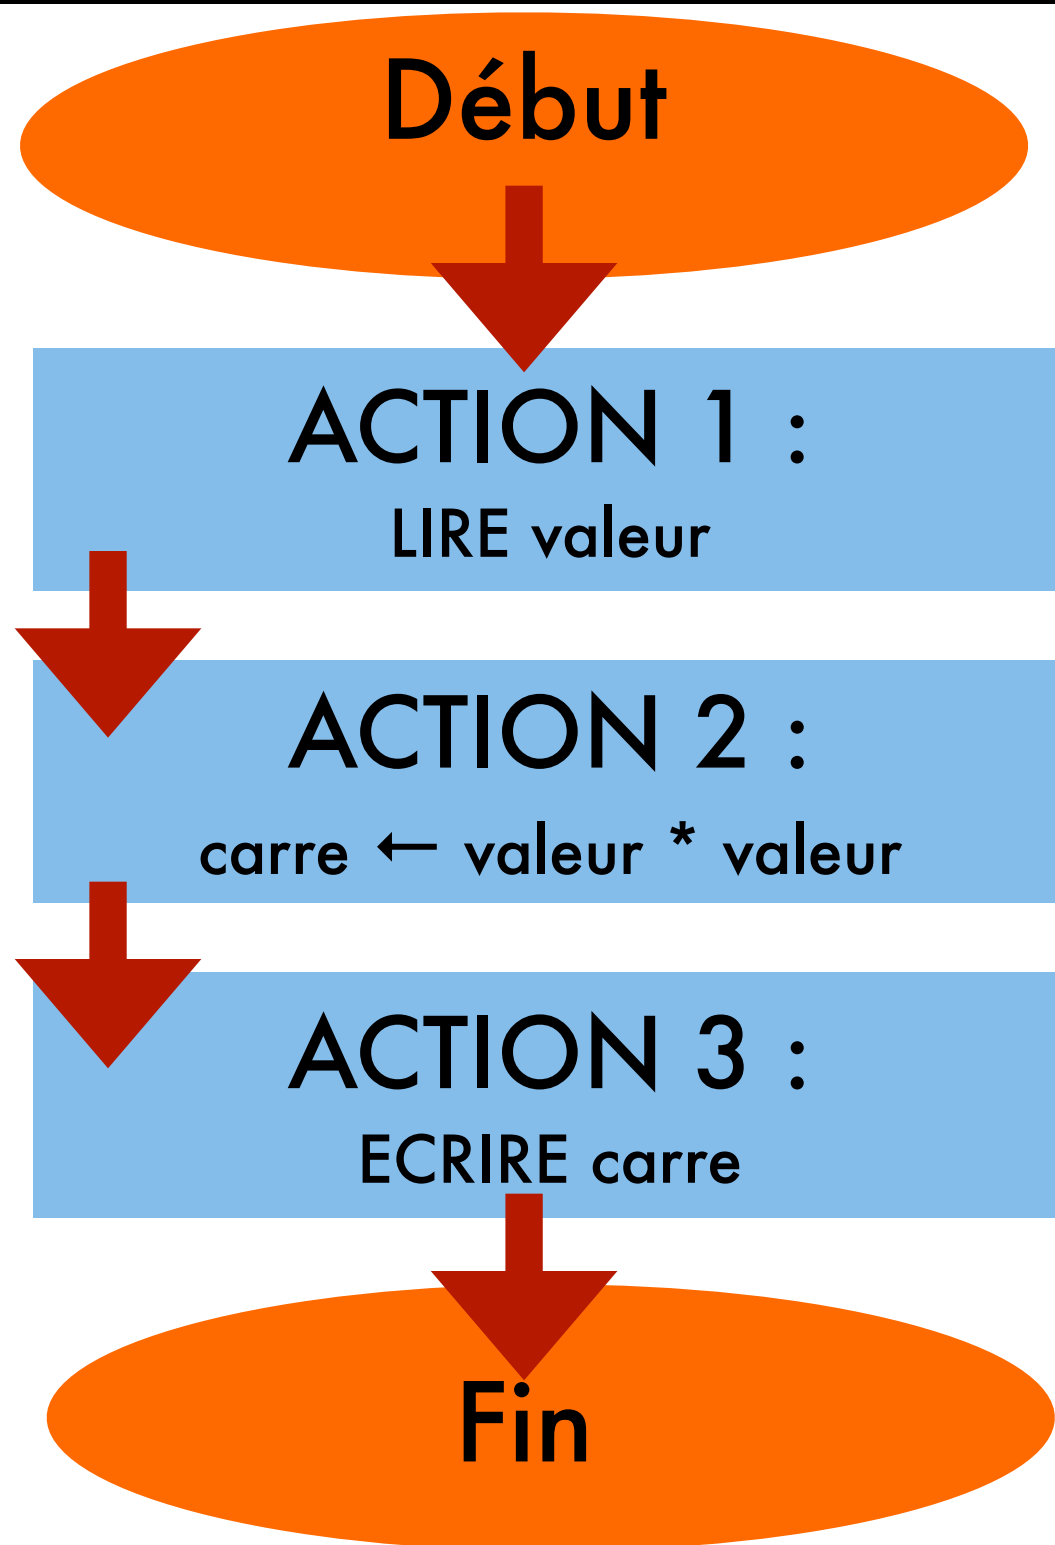 Début
ACTION 1 :
LIRE valeur
ACTION 2 :
carre ← valeur * valeur
ACTION 3 :
ECRIRE carre
Fin